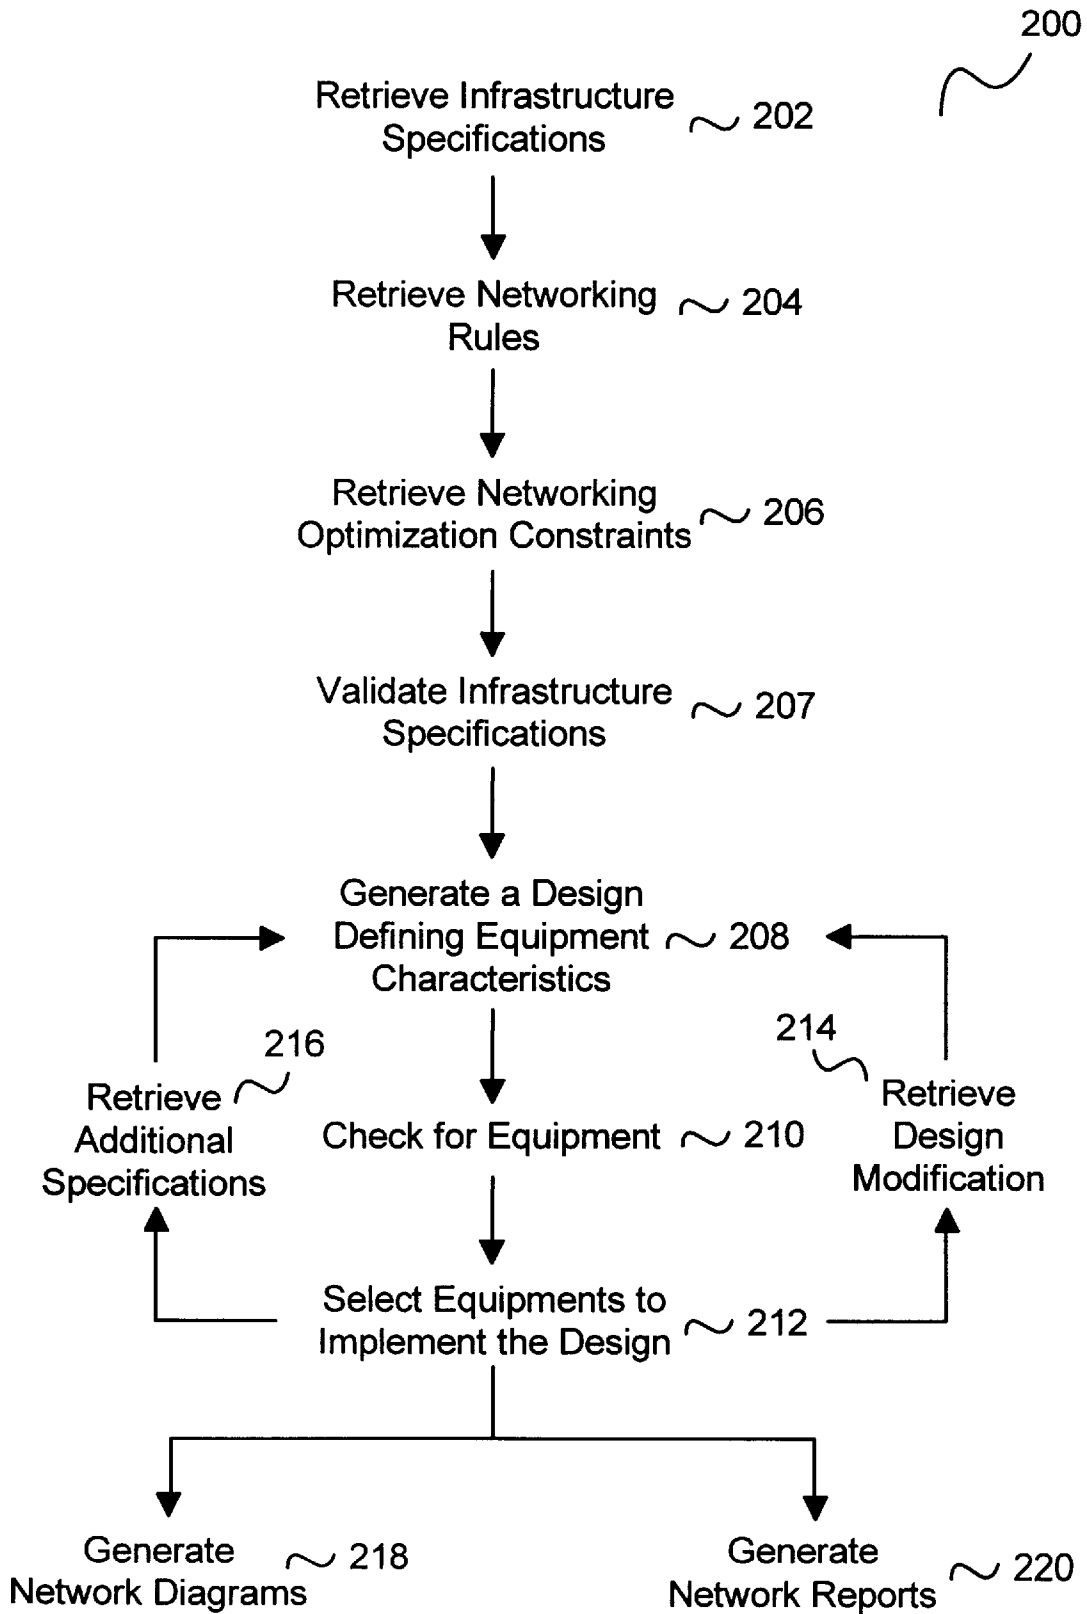 200
Retrieve Infrastructure
Specifications
202
Retrieve Networking
Rules
204
Retrieve Networking
Optimization Constraints
206
Validate Infrastructure
Specifications
207
Generate a Design
Defining Equipment
Characteristics
208
216
Retrieve
Additional
Specifications
Check for Equipment
210
214
Retrieve
Design
Modification
Select Equipments to
Implement the Design
212
Generate
Network Diagrams
218
Generate
Network Reports
220